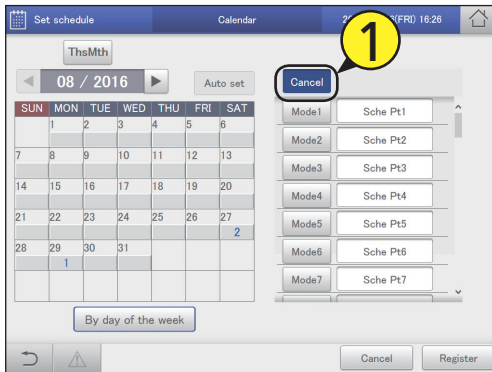 Set schedule Calendar (FRI) 16:26
1
ThsMth
08 / 2016 Auto set Cancel
SUN MON TUE WED THU FRI SAT
1 2 3 4 5 6
7 8 9 10 11 12 13
14 15 16 17 18 19 20
21 22 23 24 25 26 27
2
28 29 30 31
1
Mode1 Sche Pt1
Mode2 Sche Pt2
Mode3 Sche Pt3
Mode4 Sche Pt4
Mode5 Sche Pt5
Mode6 Sche Pt6
Mode7 Sche Pt7
By day of the week
Cancel Register